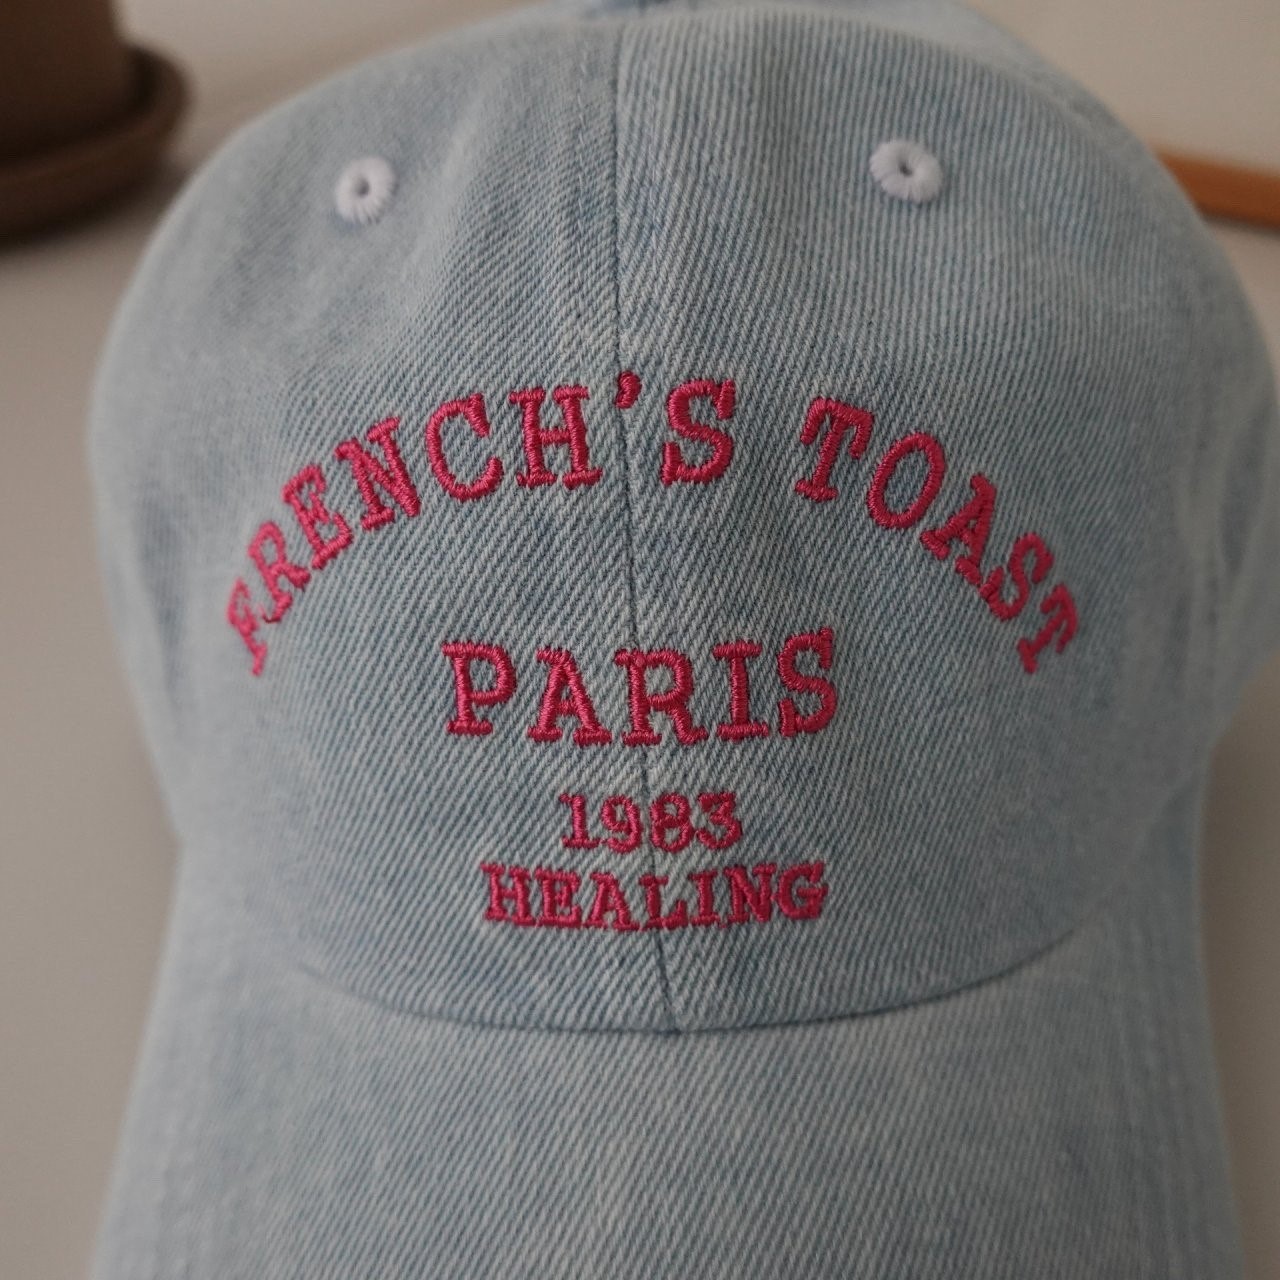 FRENCH'S TOAST
PARIS
1983
HEALING